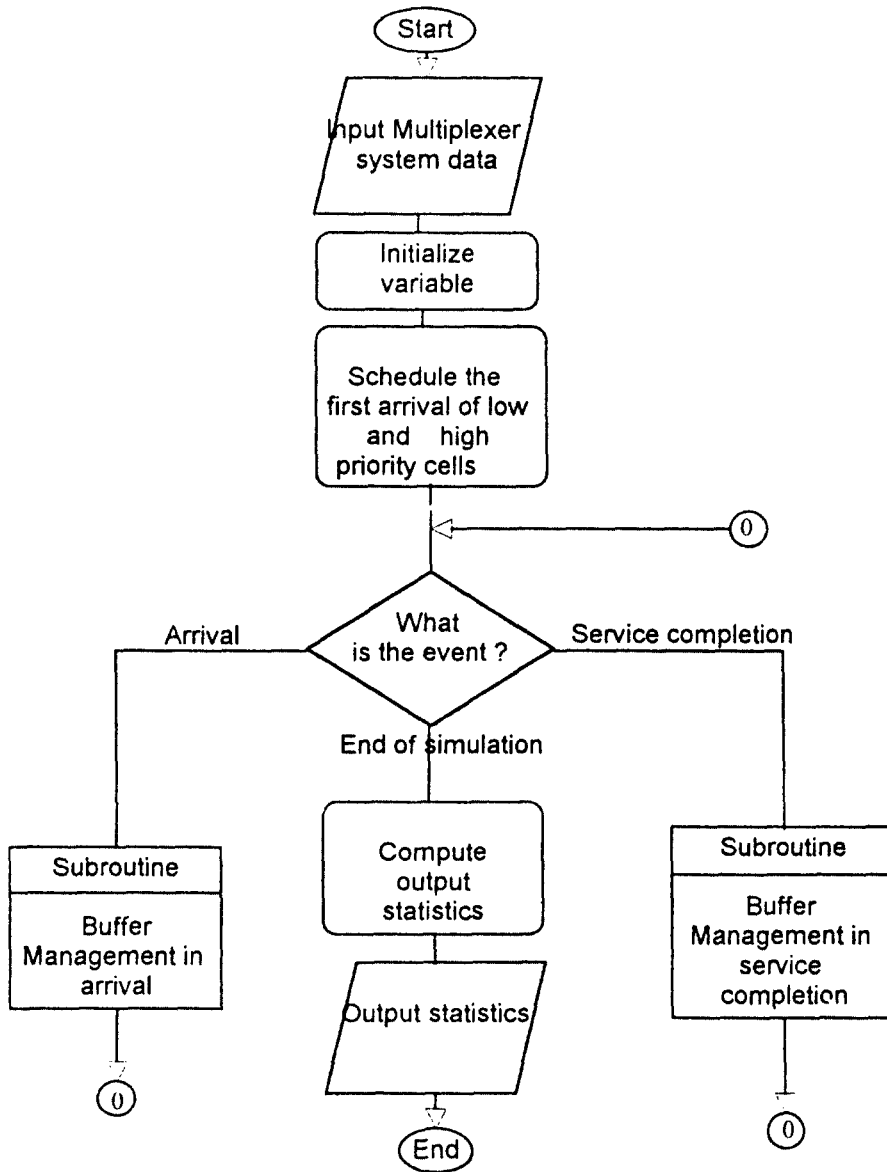 Start
Input Multiplexer
system data
Initialize
variable
Schedule the
first arrival of low
and high
priority cells
0
What
is the event ?
Arrival
Service completion
End of simulation
Subroutine
Buffer
Management in
arrival
0
Compute
output
statistics
Output statistics
End
Subroutine
Buffer
Management in
service
completion
0